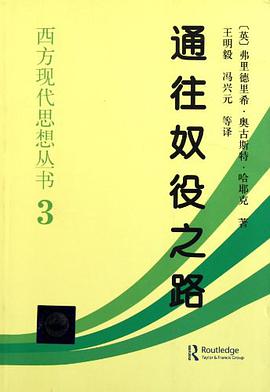 〔英〕弗里德里希·奥古斯特·哈耶克 著
王明毅 冯兴元 等译
通往奴役之路
西方现代思想丛书 3
R Routledge
Taylor & Francis Group